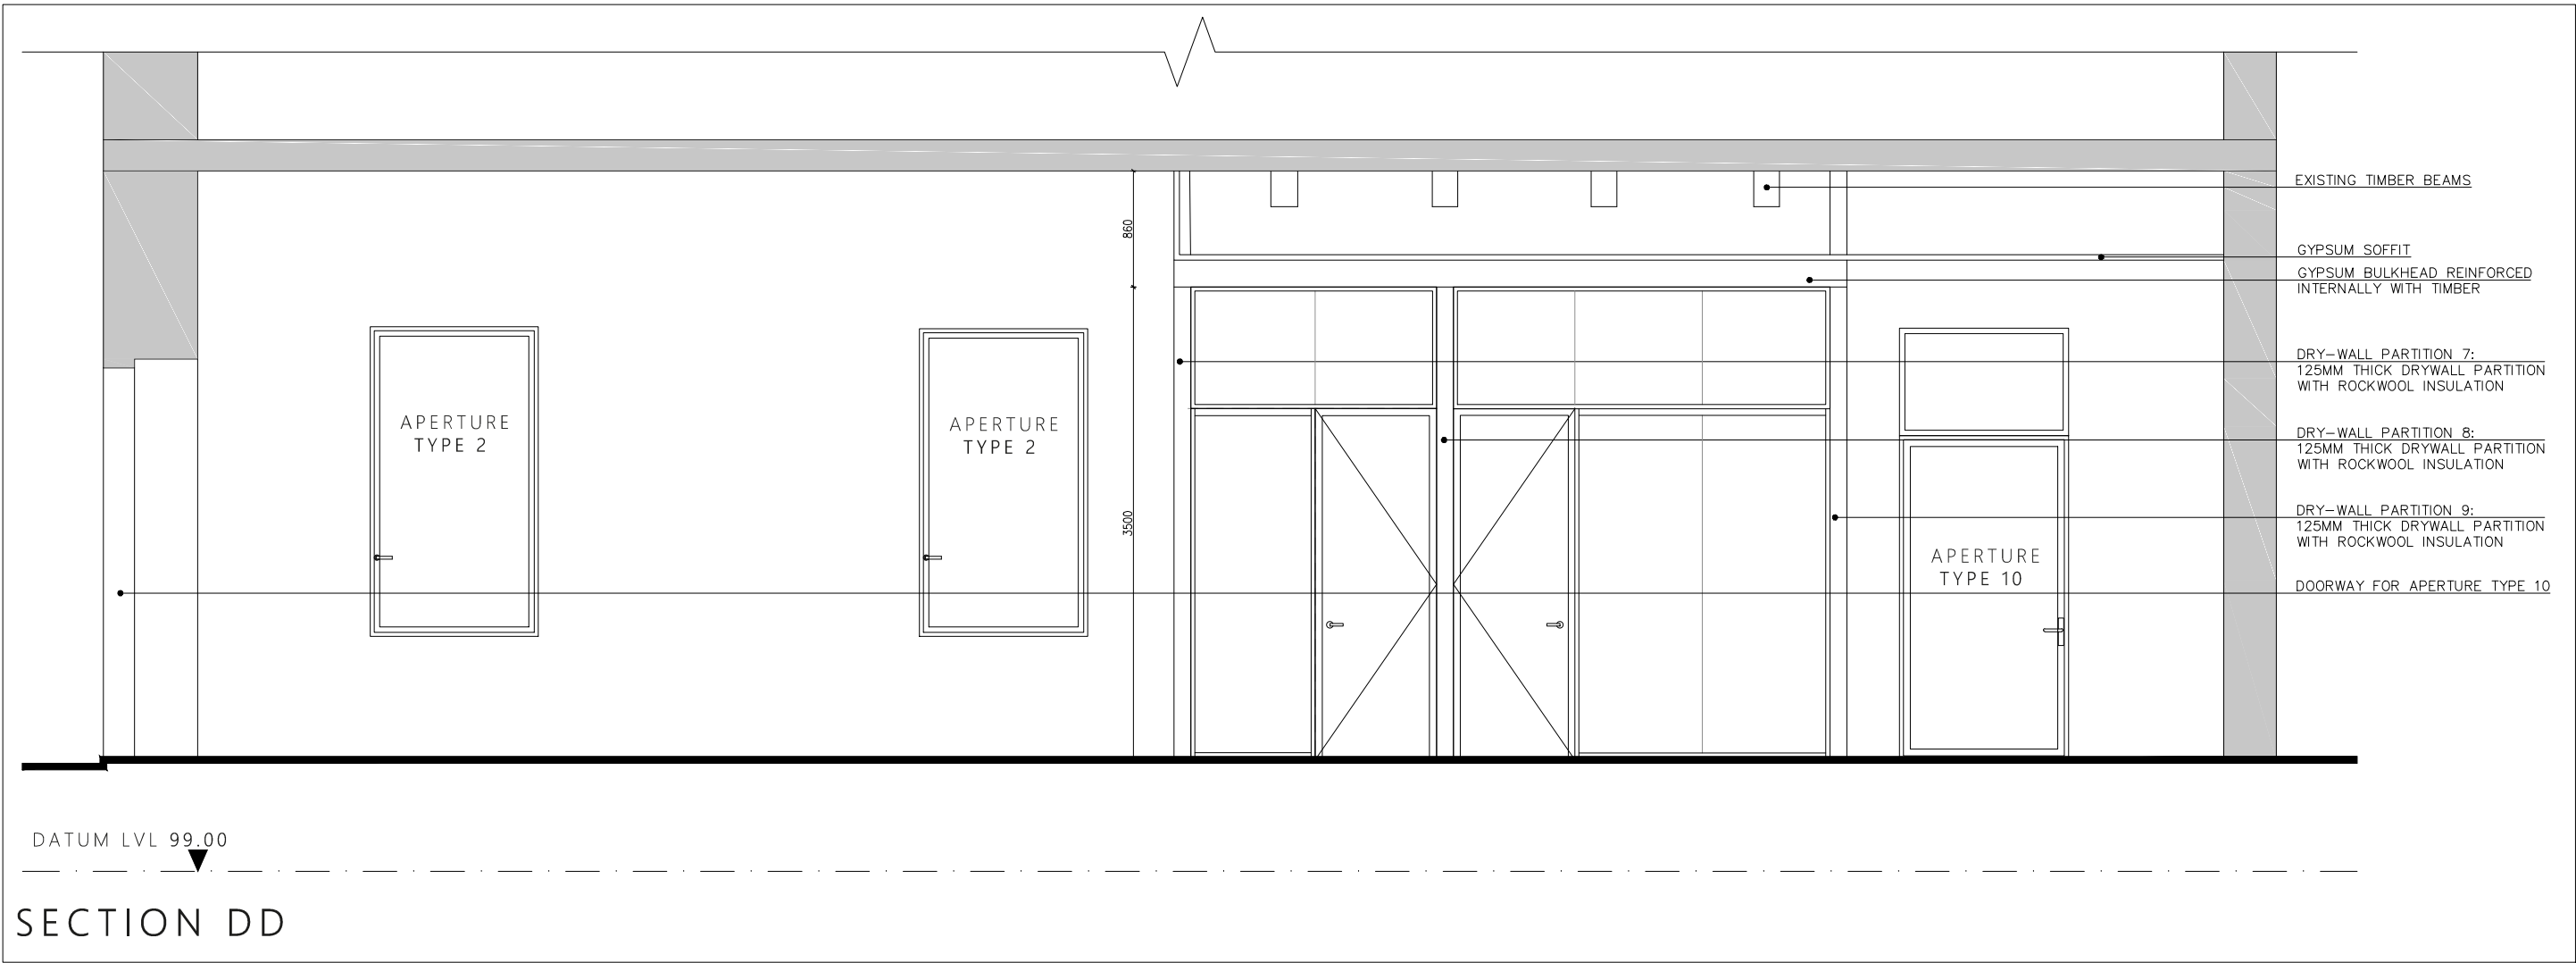 EXISTING TIMBER BEAMS
860
GYPSUM SOFFIT
GYPSUM BULKHEAD REINFORCED
INTERNALLY WITH TIMBER
DRY-WALL PARTITION 7:
125MM THICK DRYWALL PARTITION
WITH ROCKWOOL INSULATION
APERTURE
TYPE 2
APERTURE
TYPE 2
DRY-WALL PARTITION 8:
125MM THICK DRYWALL PARTITION
WITH ROCKWOOL INSULATION
3500
DRY-WALL PARTITION 9:
125MM THICK DRYWALL PARTITION
WITH ROCKWOOL INSULATION
APERTURE
TYPE 10
DOORWAY FOR APERTURE TYPE 10
DATUM LVL 99.00
SECTION DD